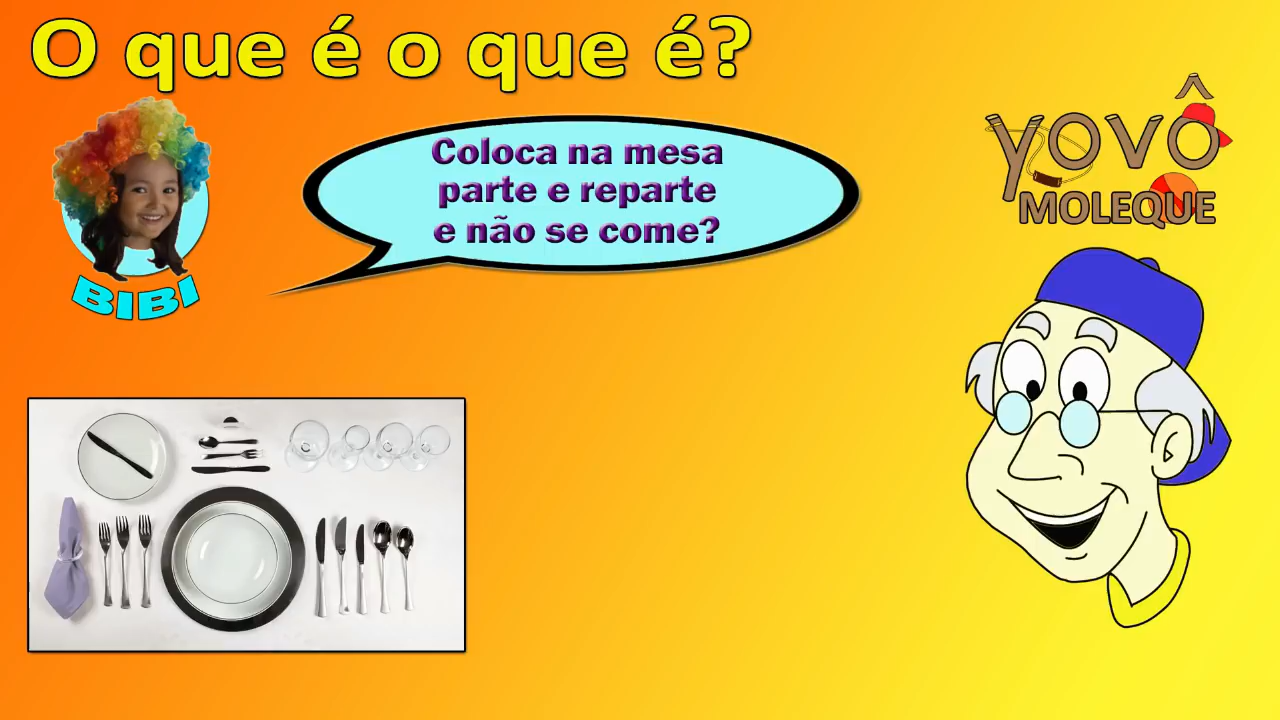 O que é o que é?
Coloca na mesa
parte e reparte
e não se come?
BIBI
yovô
MOLEQUE